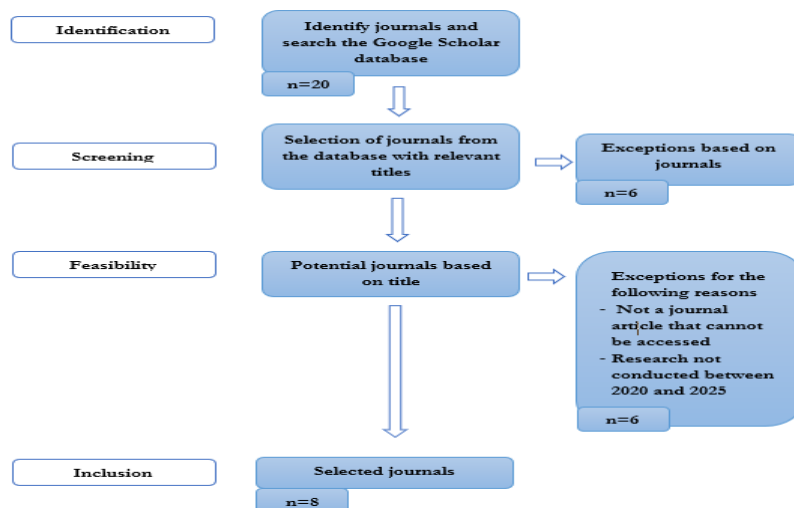 Identification
Identify journals and
search the Google Scholar
database
n=20
Screening
Selection of journals from
the database with relevant
titles
Exceptions based on
journals
n=6
Feasibility
Potential journals based
on title
Exceptions for the
following reasons
- Not a journal
article that cannot
be accessed
- Research not
conducted between
2020 and 2025
n=6
Inclusion
Selected journals
n=8